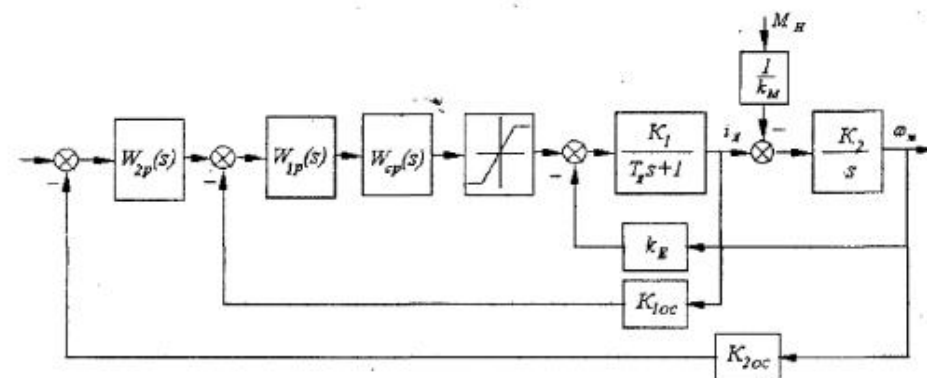 M_H
1
k_M
W_2p(s)
W_1p(s)
W_cp(s)
K_1
T_я s+1
i_я
K_2
s
ω_м
k_E
K_1oc
K_2oc